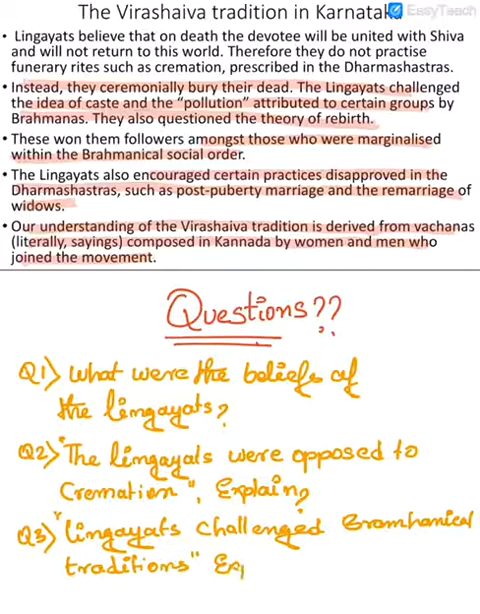 The Virashaiva tradition in Karnataka
EasyTeach
• Lingayats believe that on death the devotee will be united with Shiva
and will not return to this world. Therefore they do not practise
funerary rites such as cremation, prescribed in the Dharmashastras.
• Instead, they ceremonially bury their dead. The Lingayats challenged
the idea of caste and the “pollution” attributed to certain groups by
Brahmanas. They also questioned the theory of rebirth.
• These won them followers amongst those who were marginalised
within the Brahmanical social order.
• The Lingayats also encouraged certain practices disapproved in the
Dharmashastras, such as post-puberty marriage and the remarriage of
widows.
• Our understanding of the Virashaiva tradition is derived from vachanas
(literally, sayings) composed in Kannada by women and men who
joined the movement.
Questions??
Q1) What were the beliefs of
the lingayats?
Q2) "The lingayats were opposed to
Cremation", Explain?
Q3) "lingayats challenged Bramhanical
traditions" Ex